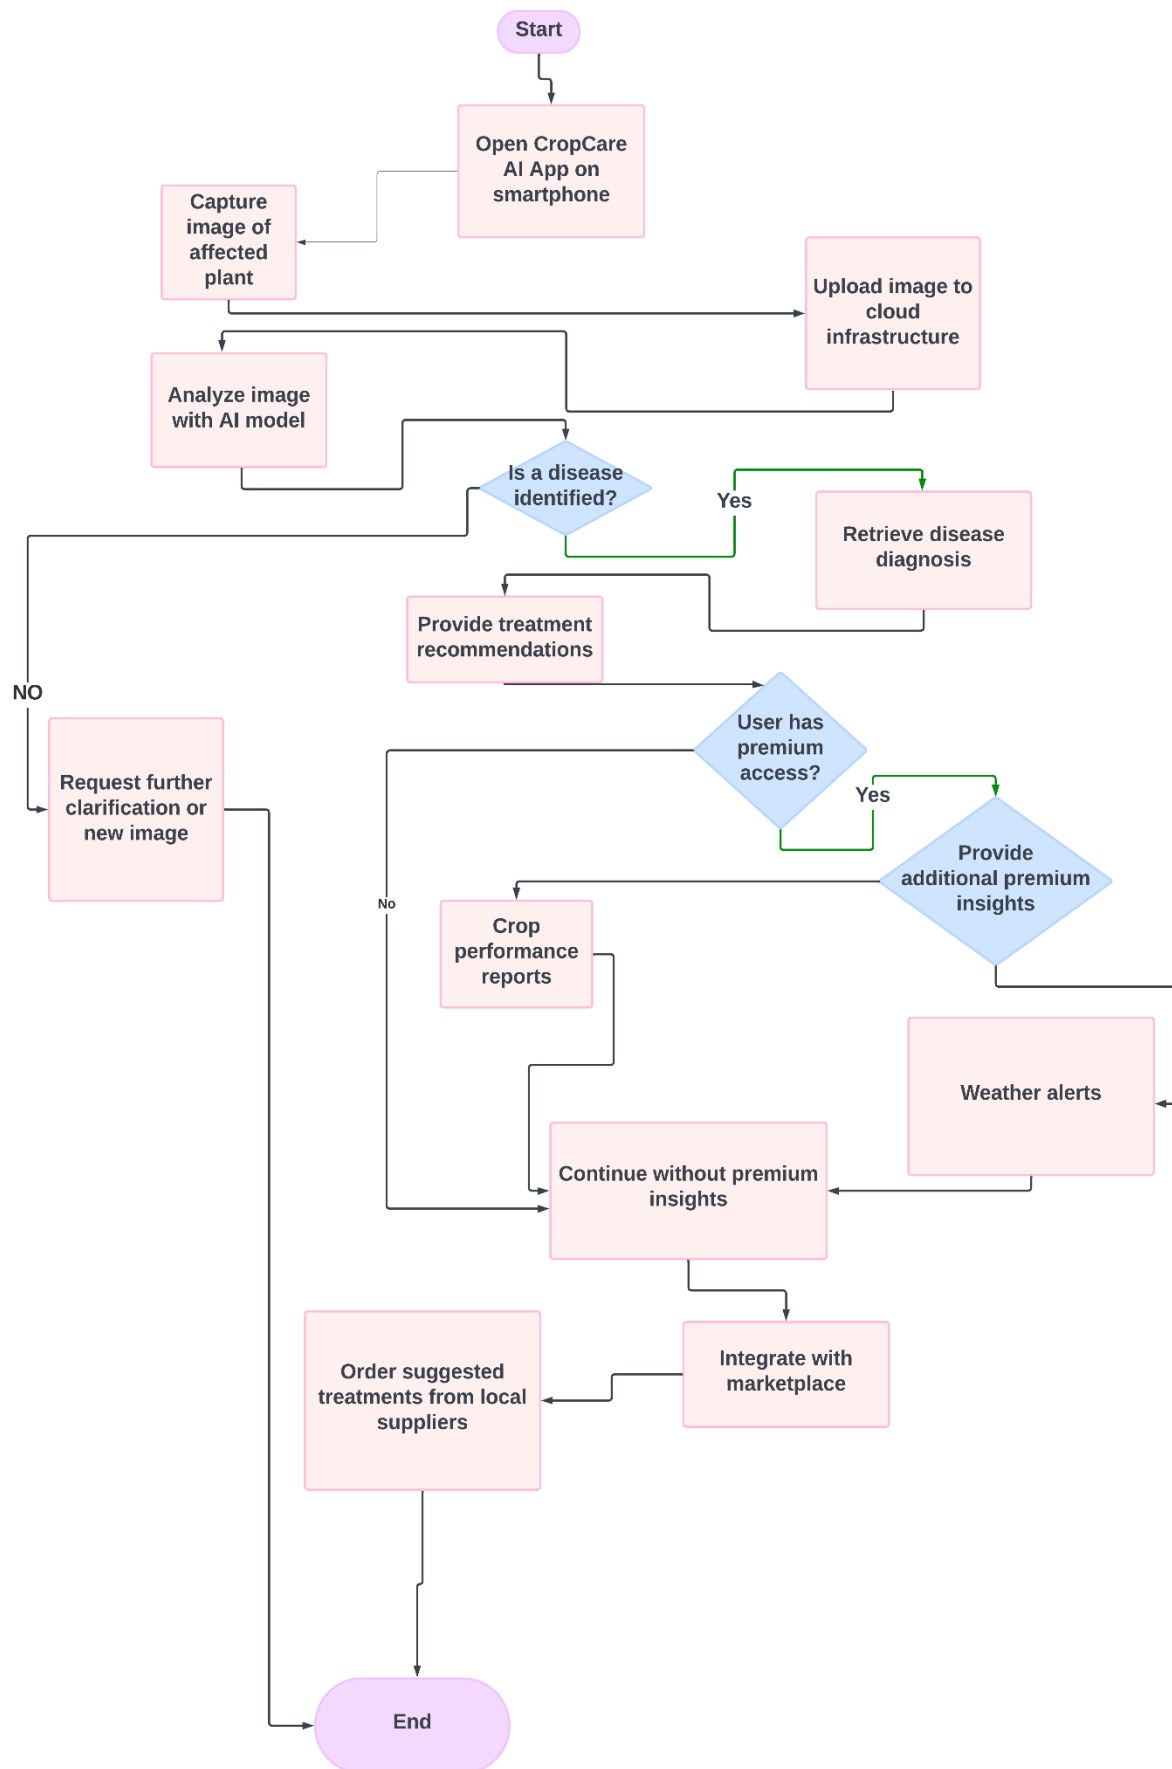 Start
Open CropCare
AI App on
smartphone
Capture
image of
affected
plant
Upload image to
cloud
infrastructure
Analyze image
with AI model
Is a disease
identified?
Yes
Retrieve disease
diagnosis
Provide treatment
recommendations
NO
User has
premium
access?
Request further
clarification or
new image
Yes
Provide
additional premium
insights
No
Crop
performance
reports
Weather alerts
Continue without premium
insights
Integrate with
marketplace
Order suggested
treatments from local
suppliers
End